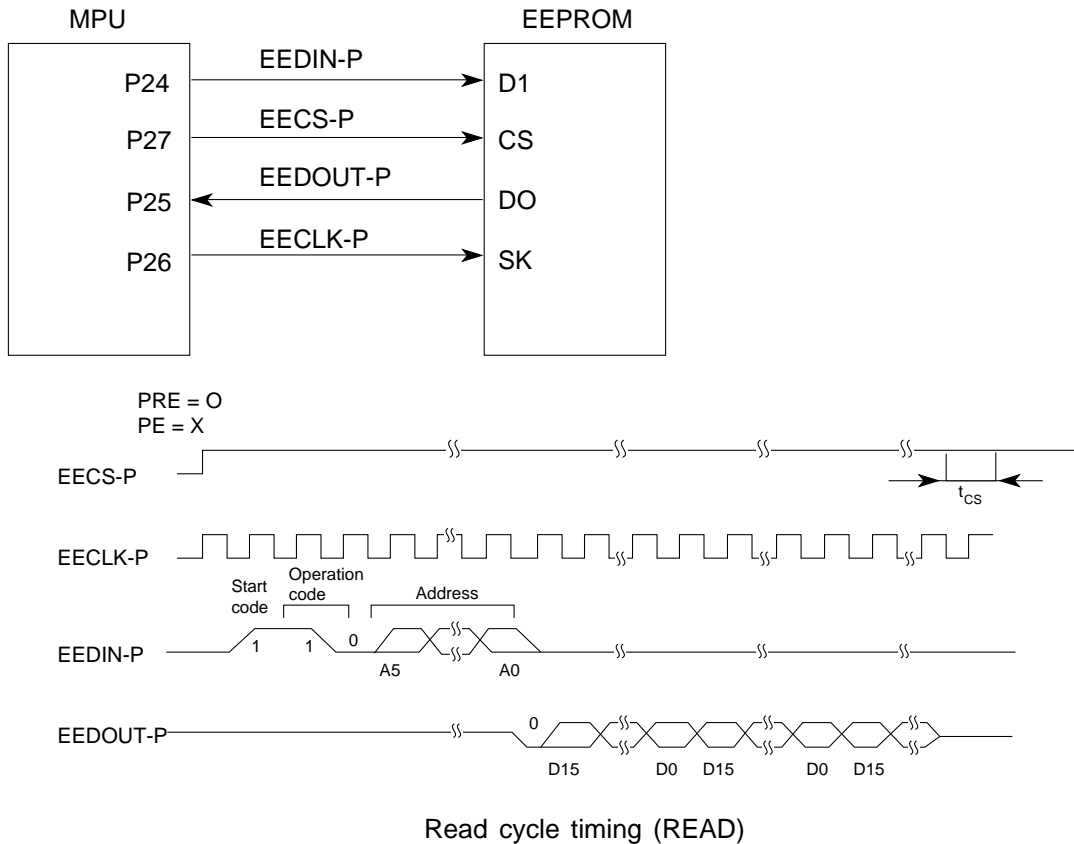 MPU
EEPROM
P24
EEDIN-P
D1
P27
EECS-P
CS
P25
EEDOUT-P
DO
P26
EECLK-P
SK
PRE = O
PE = X
EECS-P
tCS
EECLK-P
Start
code
Operation
code
Address
EEDIN-P
1
1
0
A5
A0
EEDOUT-P
0
D15
D0
D15
D0
D15
Read cycle timing (READ)